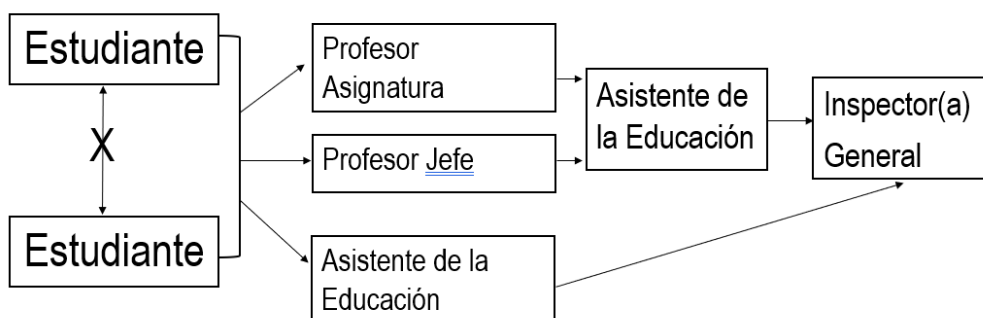 Estudiante
X
Estudiante
Profesor
Asignatura
Profesor Jefe
Asistente de la
Educación
Asistente de
la Educación
Inspector(a)
General